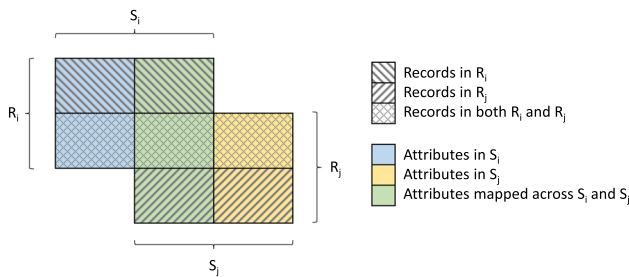 S_i
R_i
R_j
S_j
Records in R_i
Records in R_j
Records in both R_i and R_j
Attributes in S_i
Attributes in S_j
Attributes mapped across S_i and S_j